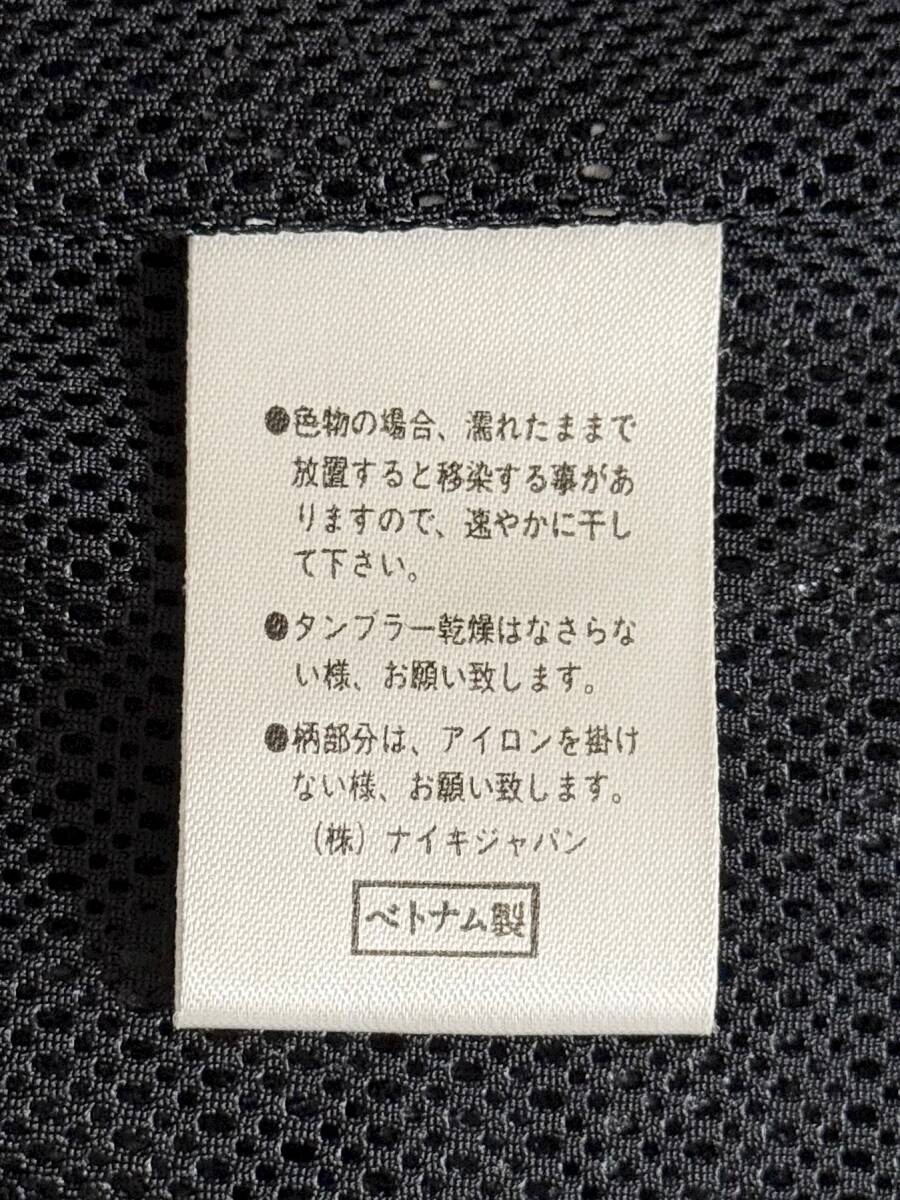 ●色物の場合、濡れたままで
放置すると移染する事があ
りますので、速やかに干し
て下さい。
●タンブラー乾燥はなさらな
い様、お願い致します。
●柄部分は、アイロンを掛け
ない様、お願い致します。
(株) ナイキジャパン
ベトナム製